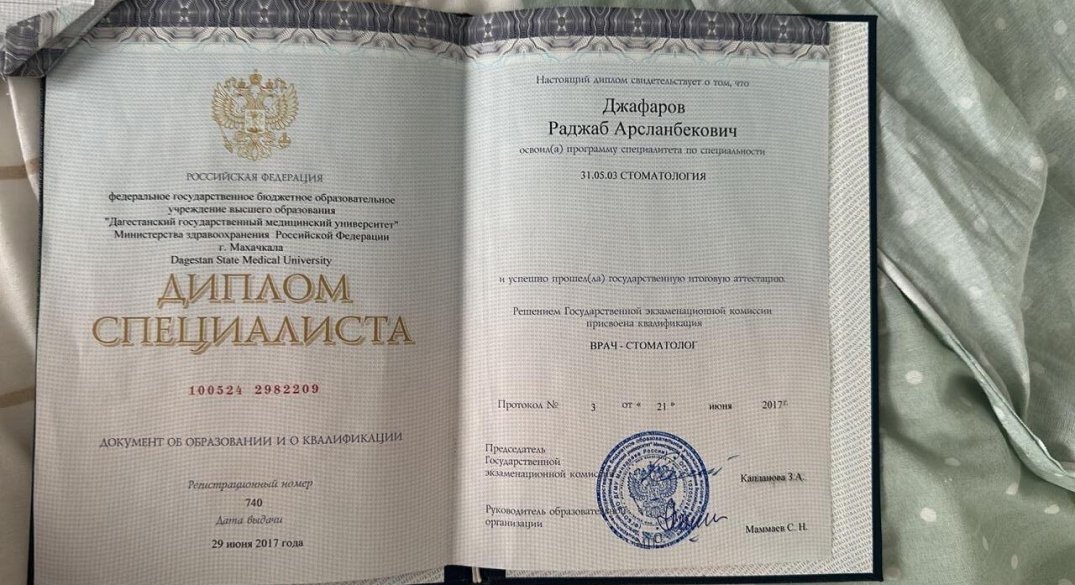 РОССИЙСКАЯ ФЕДЕРАЦИЯ
федеральное государственное бюджетное образовательное
учреждение высшего образования
"Дагестанский государственный медицинский университет"
Министерства здравоохранения Российской Федерации
г. Махачкала
Dagestan State Medical University
ДИПЛОМ
СПЕЦИАЛИСТА
100524 2982209
ДОКУМЕНТ ОБ ОБРАЗОВАНИИ И О КВАЛИФИКАЦИИ
Регистрационный номер
740
Дата выдачи
29 июня 2017 года
Настоящий диплом свидетельствует о том, что
Джафаров
Раджаб Арсланбекович
освоил(а) программу специалитета по специальности
31.05.03 СТОМАТОЛОГИЯ
и успешно прошел(ла) государственную итоговую аттестацию.
Решением Государственной экзаменационной комиссии
присвоена квалификация
ВРАЧ - СТОМАТОЛОГ
Протокол № 3 от « 21 » июня 2017 г.
Председатель
Государственной
экзаменационной комиссии
Капланова З.А.
Руководитель образовательной
организации
Маммаев С. Н.